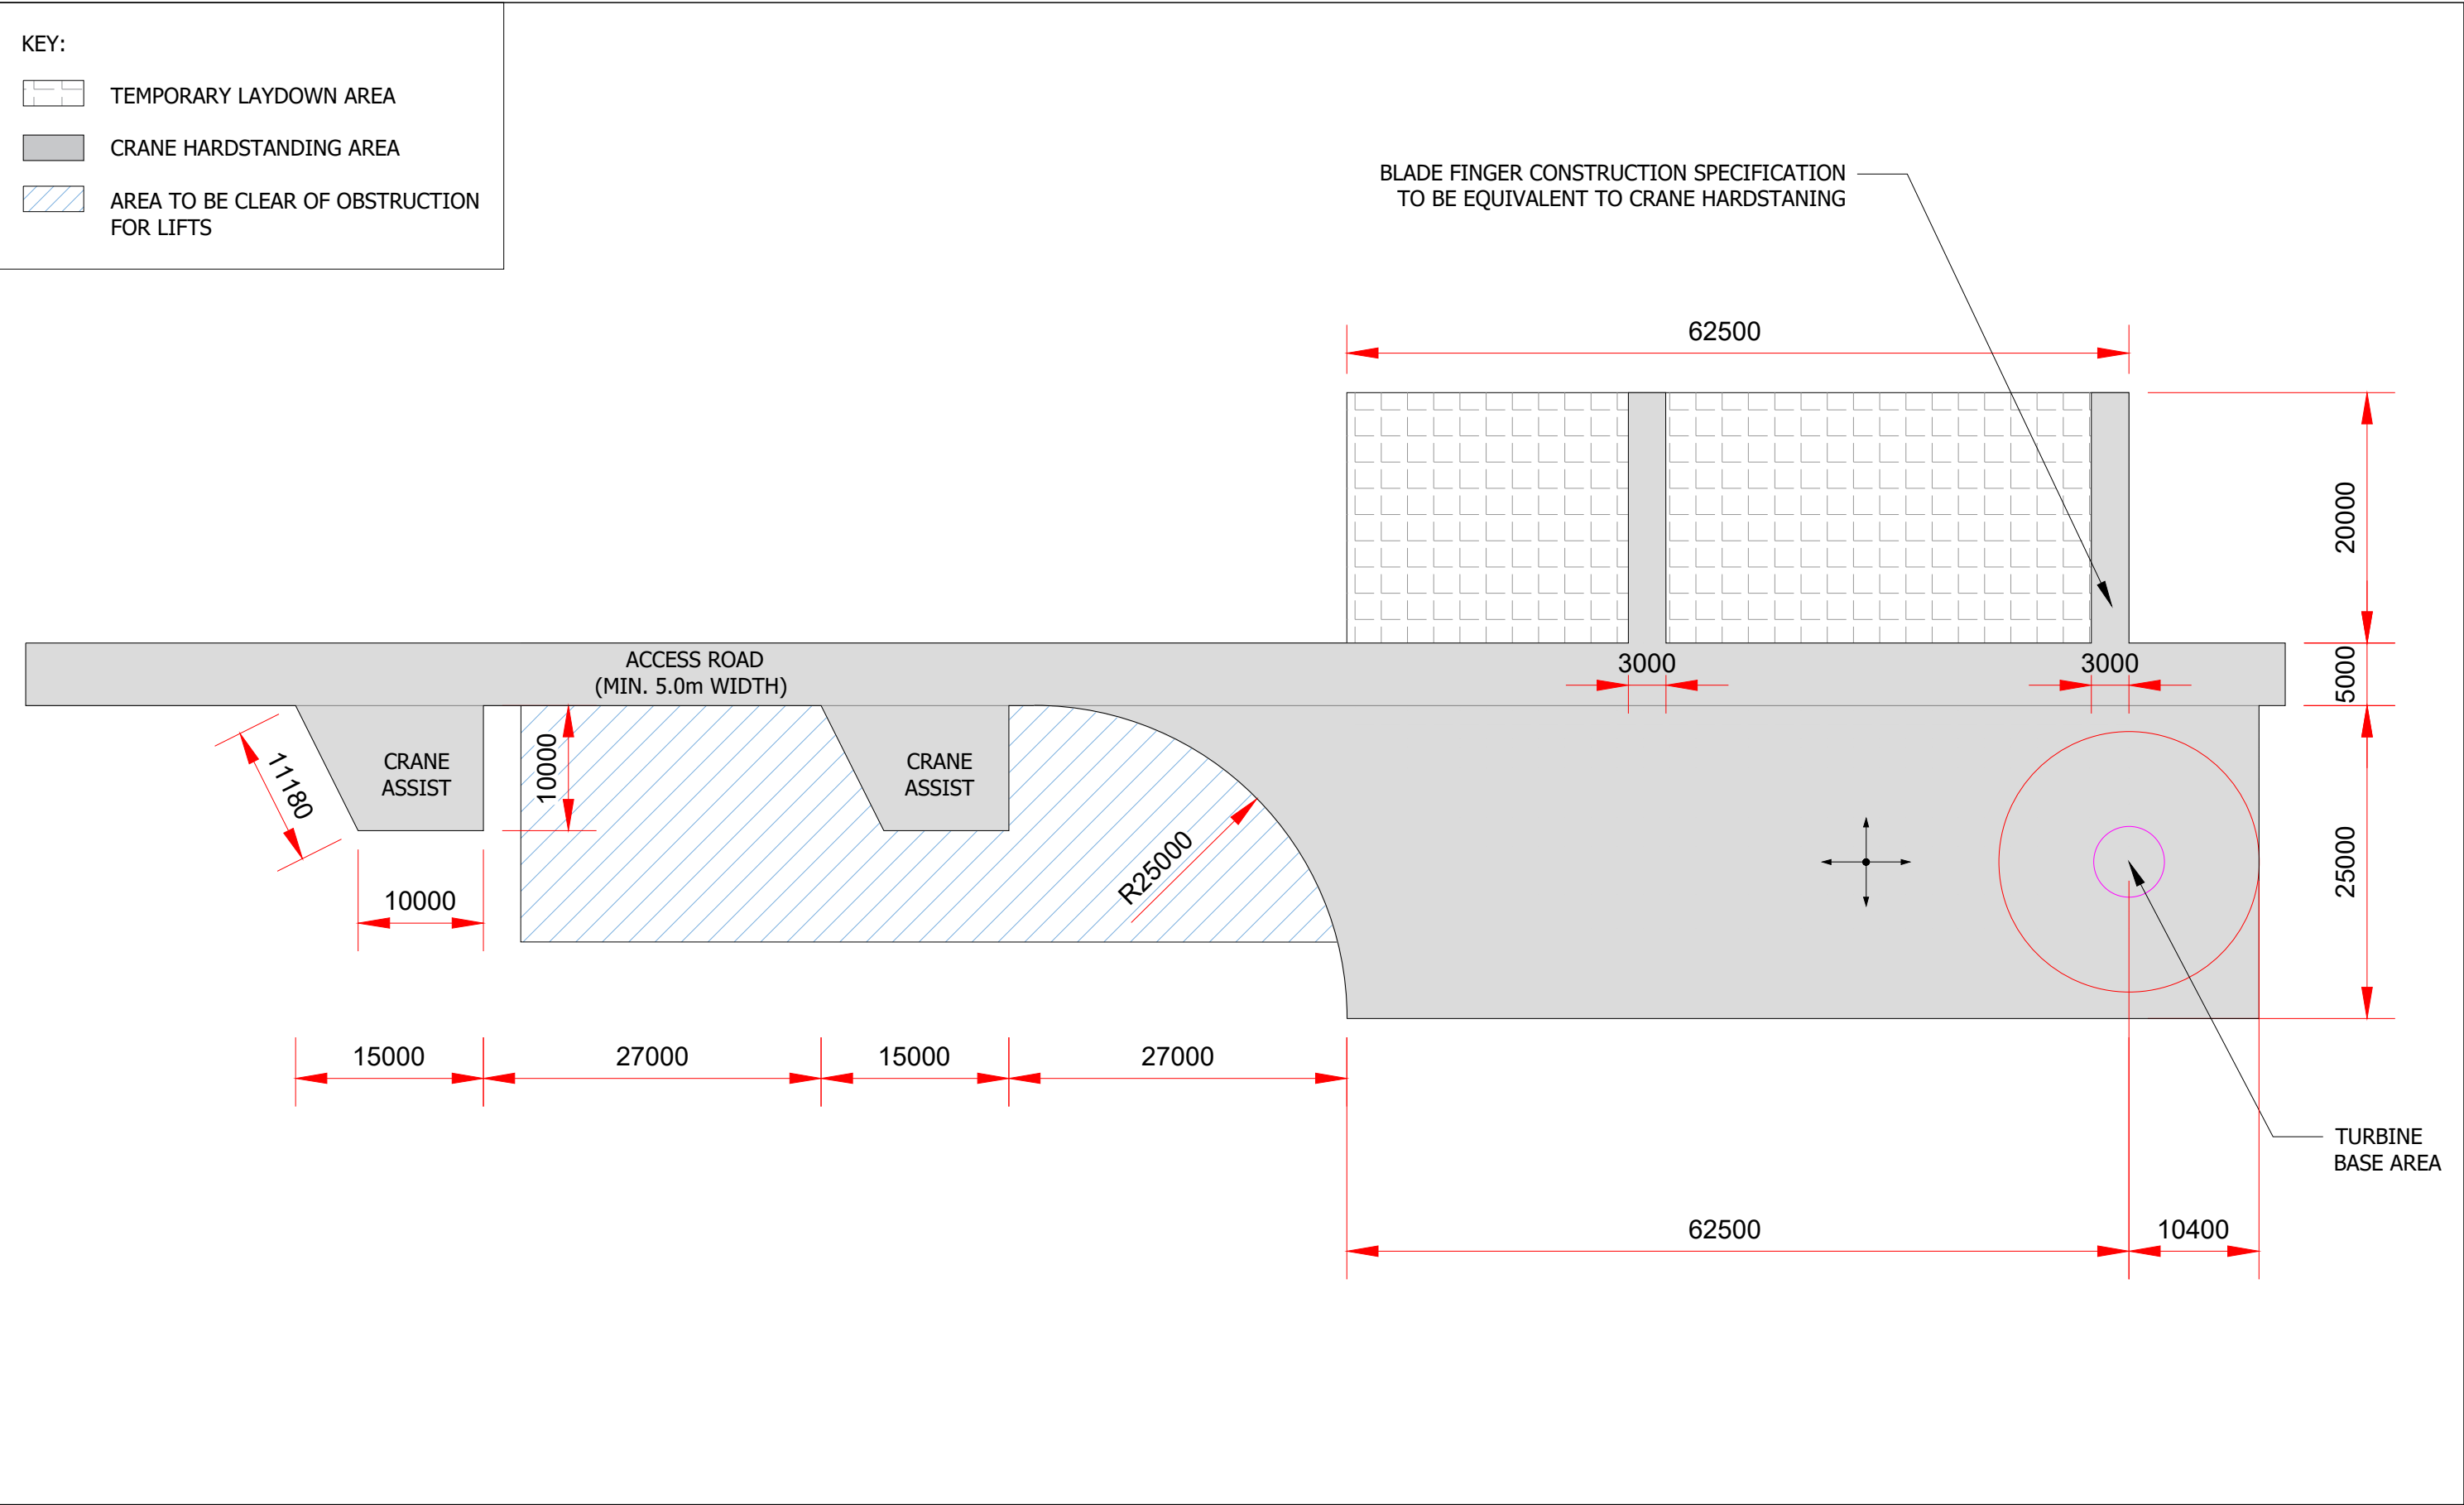 KEY:
TEMPORARY LAYDOWN AREA
CRANE HARDSTANDING AREA
AREA TO BE CLEAR OF OBSTRUCTION
FOR LIFTS
BLADE FINGER CONSTRUCTION SPECIFICATION
TO BE EQUIVALENT TO CRANE HARDSTANING
62500
20000
ACCESS ROAD
(MIN. 5.0m WIDTH)
3000
3000
5000
11180
CRANE
ASSIST
10000
CRANE
ASSIST
R25000
25000
10000
15000
27000
15000
27000
TURBINE
BASE AREA
62500
10400